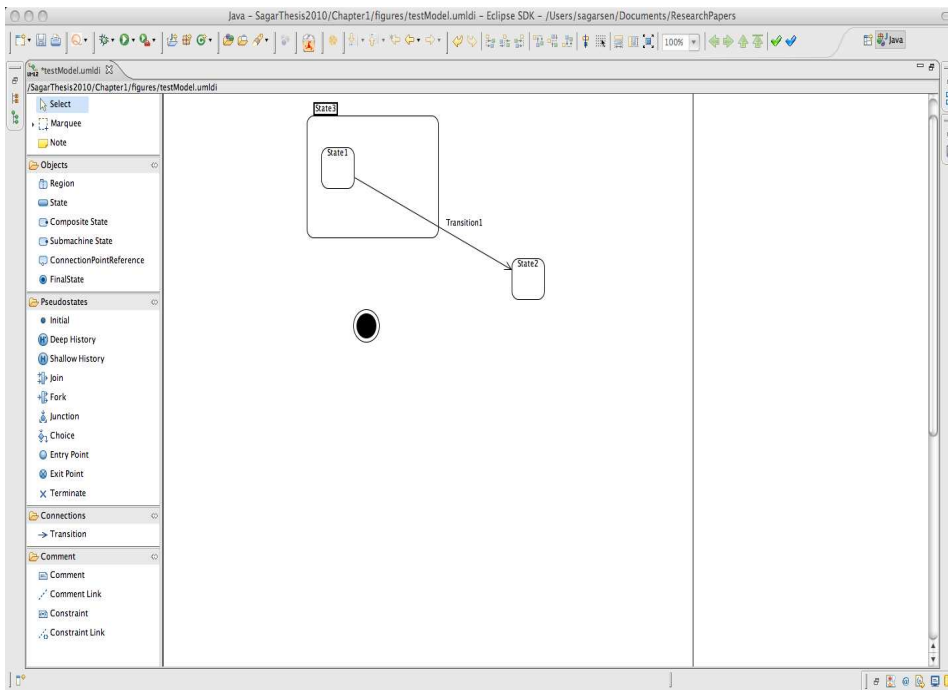 Java - SagarThesis2010/Chapter1/figures/testModel.umldi - Eclipse SDK - /Users/sagarsen/Documents/ResearchPapers
100%
Java
*testModel.umldi
/SagarThesis2010/Chapter1/figures/testModel.umldi
Select
Marquee
Note
Objects
Region
State
Composite State
Submachine State
ConnectionPointReference
FinalState
Pseudostates
Initial
Deep History
Shallow History
Join
Fork
Junction
Choice
Entry Point
Exit Point
Terminate
Connections
Transition
Comment
Comment
Comment Link
Constraint
Constraint Link
State3
State1
Transition1
State2